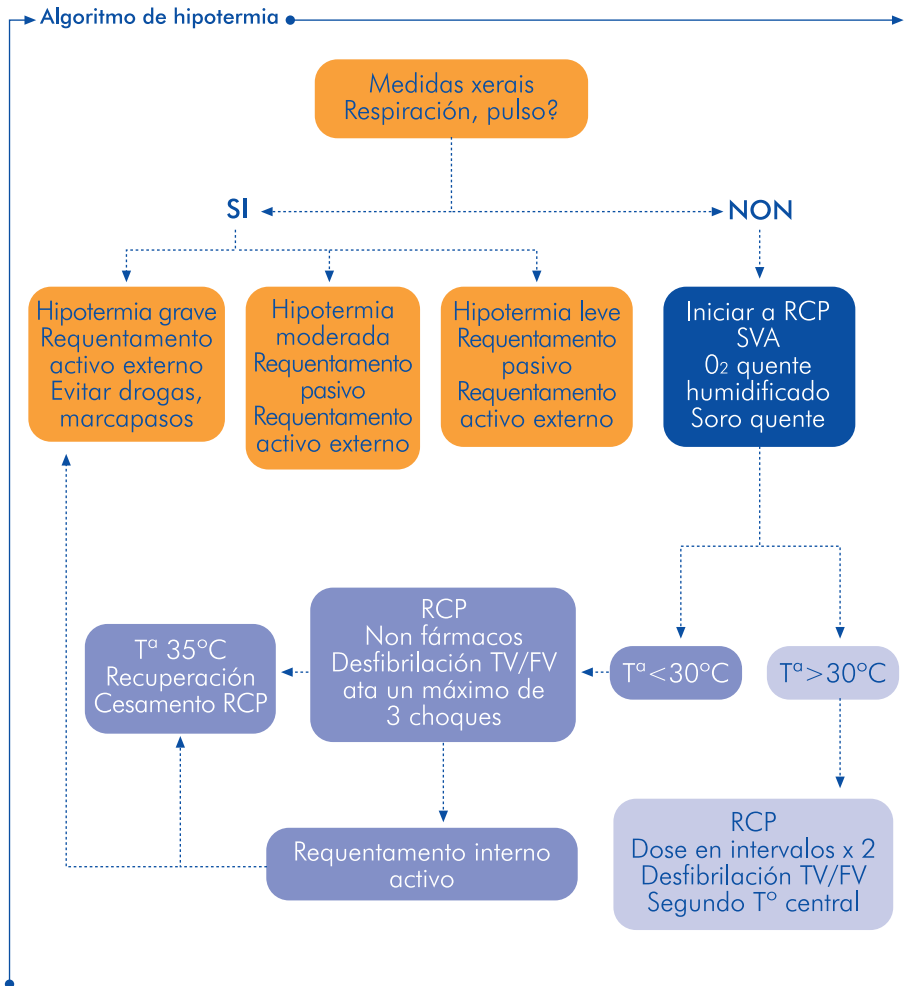 Algoritmo de hipotermia
Medidas xerais
Respiración, pulso?
SI
NON
Hipotermia grave
Requentamento
activo externo
Evitar drogas,
marcapasos
Hipotermia
moderada
Requentamento
pasivo
Requentamento
activo externo
Hipotermia leve
Requentamento
pasivo
Requentamento
activo externo
Iniciar a RCP
SVA
02 quente
humidificado
Soro quente
Tª 35ºC
Recuperación
Cesamento RCP
RCP
Non fármacos
Desfibrilación TV/FV
ata un máximo de
3 choques
Tª<30ºC
Tª>30ºC
Requentamento interno
activo
RCP
Dose en intervalos x 2
Desfibrilación TV/FV
Segundo Tº central